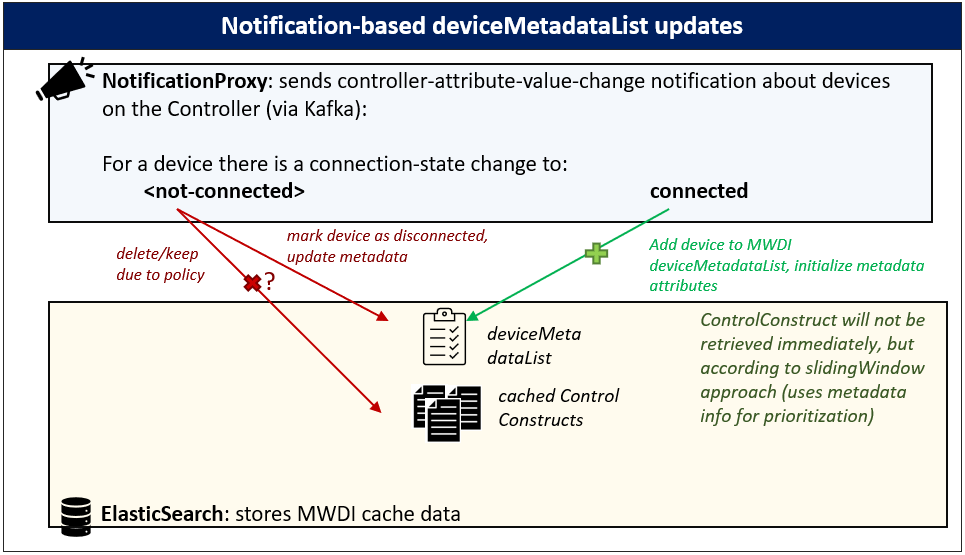 Notification-based deviceMetadataList updates
NotificationProxy: sends controller-attribute-value-change notification about devices
on the Controller (via Kafka):
For a device there is a connection-state change to:
<not-connected>
connected
delete/keep
due to policy
mark device as disconnected,
update metadata
?
Add device to MWDI
deviceMetadataList, initialize metadata
attributes
deviceMeta
dataList
cached Control
Constructs
ControlConstruct will not be
retrieved immediately, but
according to slidingWindow
approach (uses metadata
info for prioritization)
ElasticSearch: stores MWDI cache data